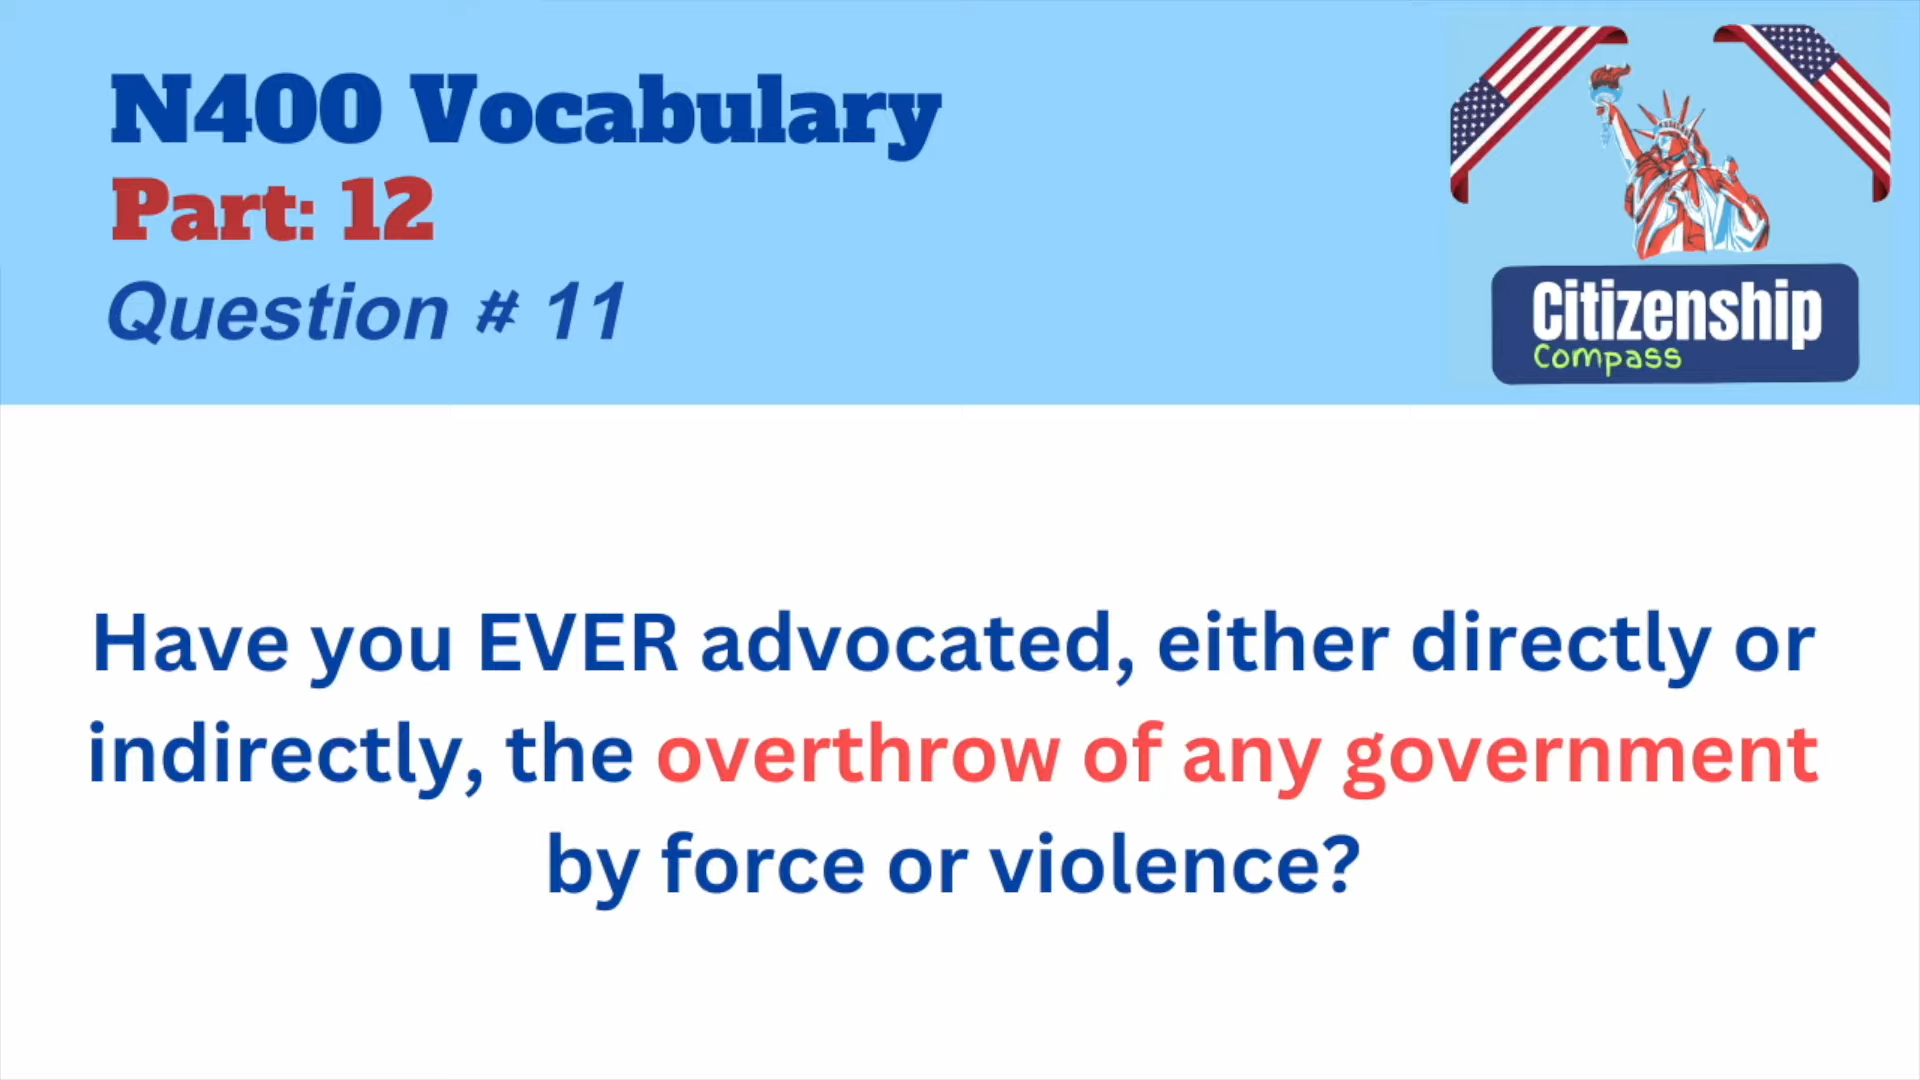 N400 Vocabulary
Part: 12
Question # 11
Citizenship
Compass
Have you EVER advocated, either directly or
indirectly, the overthrow of any government
by force or violence?